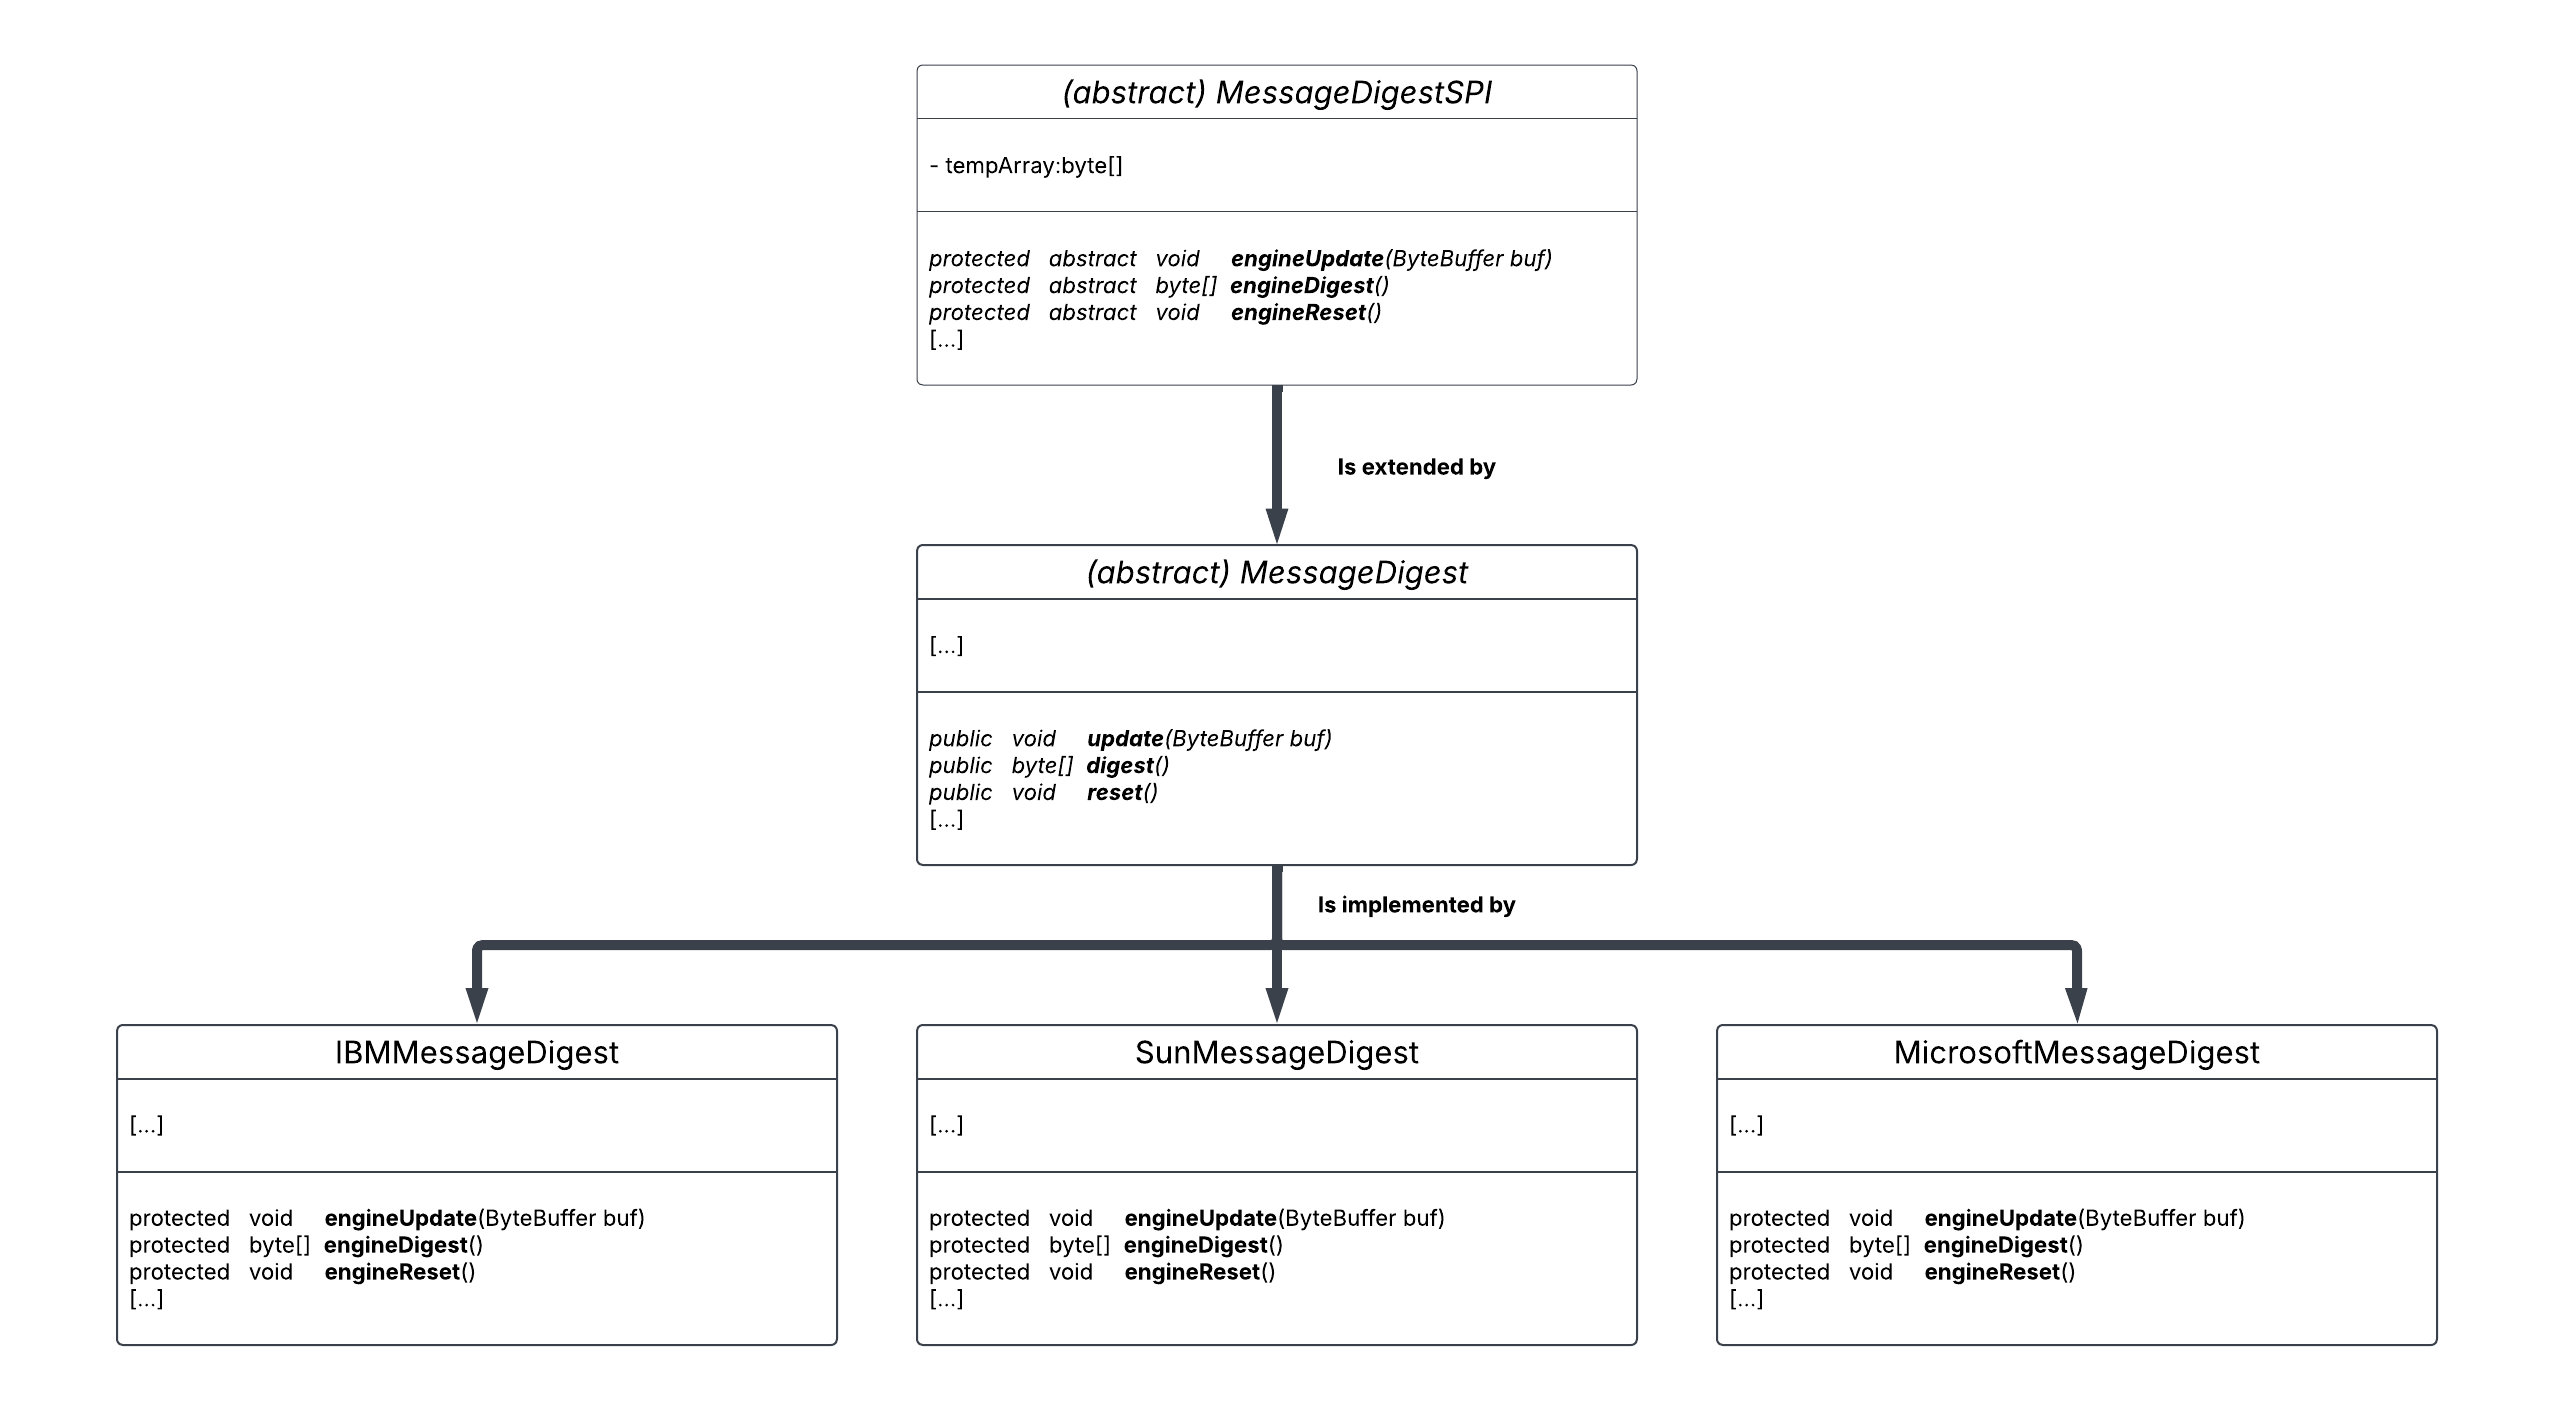 (abstract) MessageDigestSPI
- tempArray:byte[]
protected abstract void engineUpdate(ByteBuffer buf)
protected abstract byte[] engineDigest()
protected abstract void engineReset()
[...]
Is extended by
(abstract) MessageDigest
[...]
public void update(ByteBuffer buf)
public byte[] digest()
public void reset()
[...]
Is implemented by
IBMMessageDigest
[...]
protected void engineUpdate(ByteBuffer buf)
protected byte[] engineDigest()
protected void engineReset()
[...]
SunMessageDigest
[...]
protected void engineUpdate(ByteBuffer buf)
protected byte[] engineDigest()
protected void engineReset()
[...]
MicrosoftMessageDigest
[...]
protected void engineUpdate(ByteBuffer buf)
protected byte[] engineDigest()
protected void engineReset()
[...]